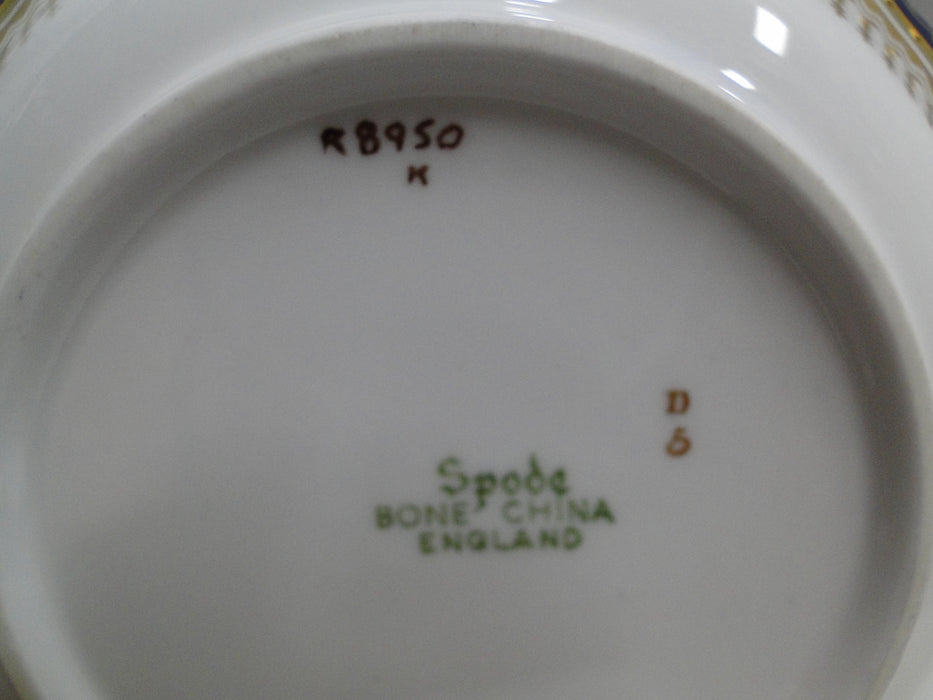 R8950
K
D
6
Spode
BONE CHINA
ENGLAND